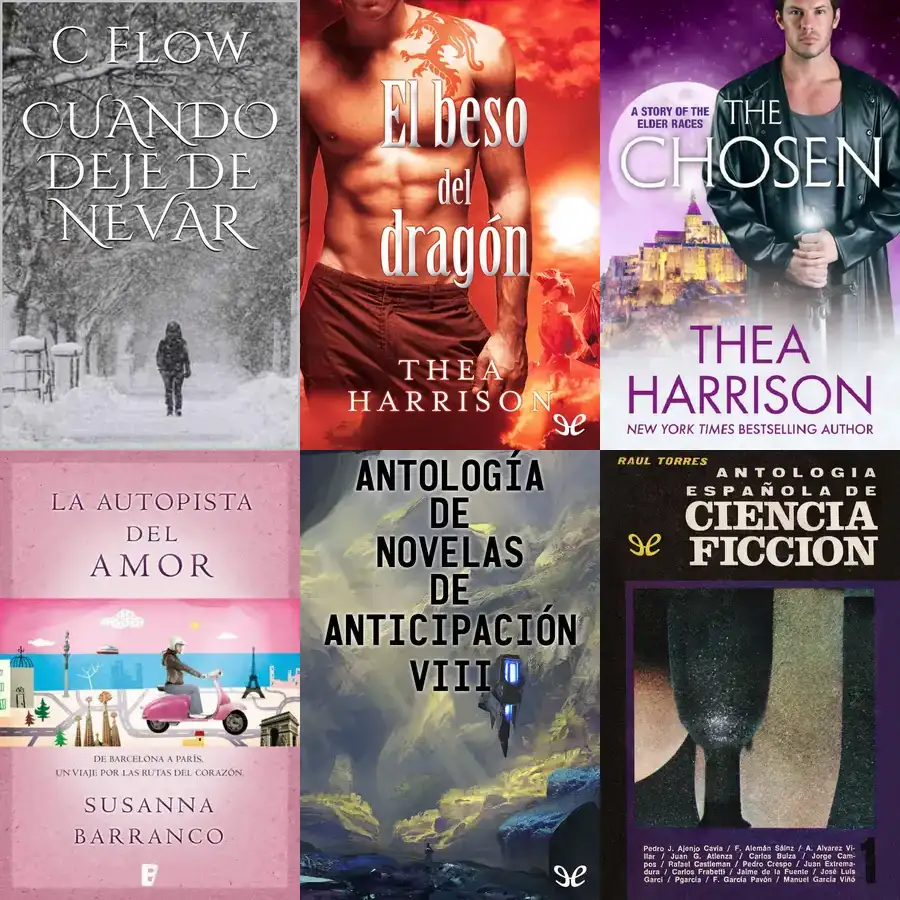 C FLOW
CUANDO
DEJE DE
NEVAR
El beso
del
dragón
THEA
HARRISON
A STORY OF THE
ELDER RACES
THE
CHOSEN
THEA
HARRISON
NEW YORK TIMES BESTSELLING AUTHOR
LA AUTOPISTA
DEL
AMOR
DE BARCELONA A PARÍS.
UN VIAJE POR LAS RUTAS DEL CORAZÓN.
SUSANNA
BARRANCO
B
ANTOLOGÍA
DE
NOVELAS
DE
ANTICIPACIÓN
VIII
RAUL TORRES
ANTOLOGIA
ESPAÑOLA DE
CIENCIA
FICCION
Pedro J. Ajenjo Cavia / F. Alemán Sáinz / A. Alvarez Vi-
llar / Juan G. Atienza / Carlos Buiza / Jorge Cam-
pos / Rafael Castleman / Pedro Crespo / Juan Extrema-
dura / Carlos Frabetti / Jaime de la Fuente / José Luis
Garci / Pgarcia / F. Garcia Pavón / Manuel Garcia Viñó
1